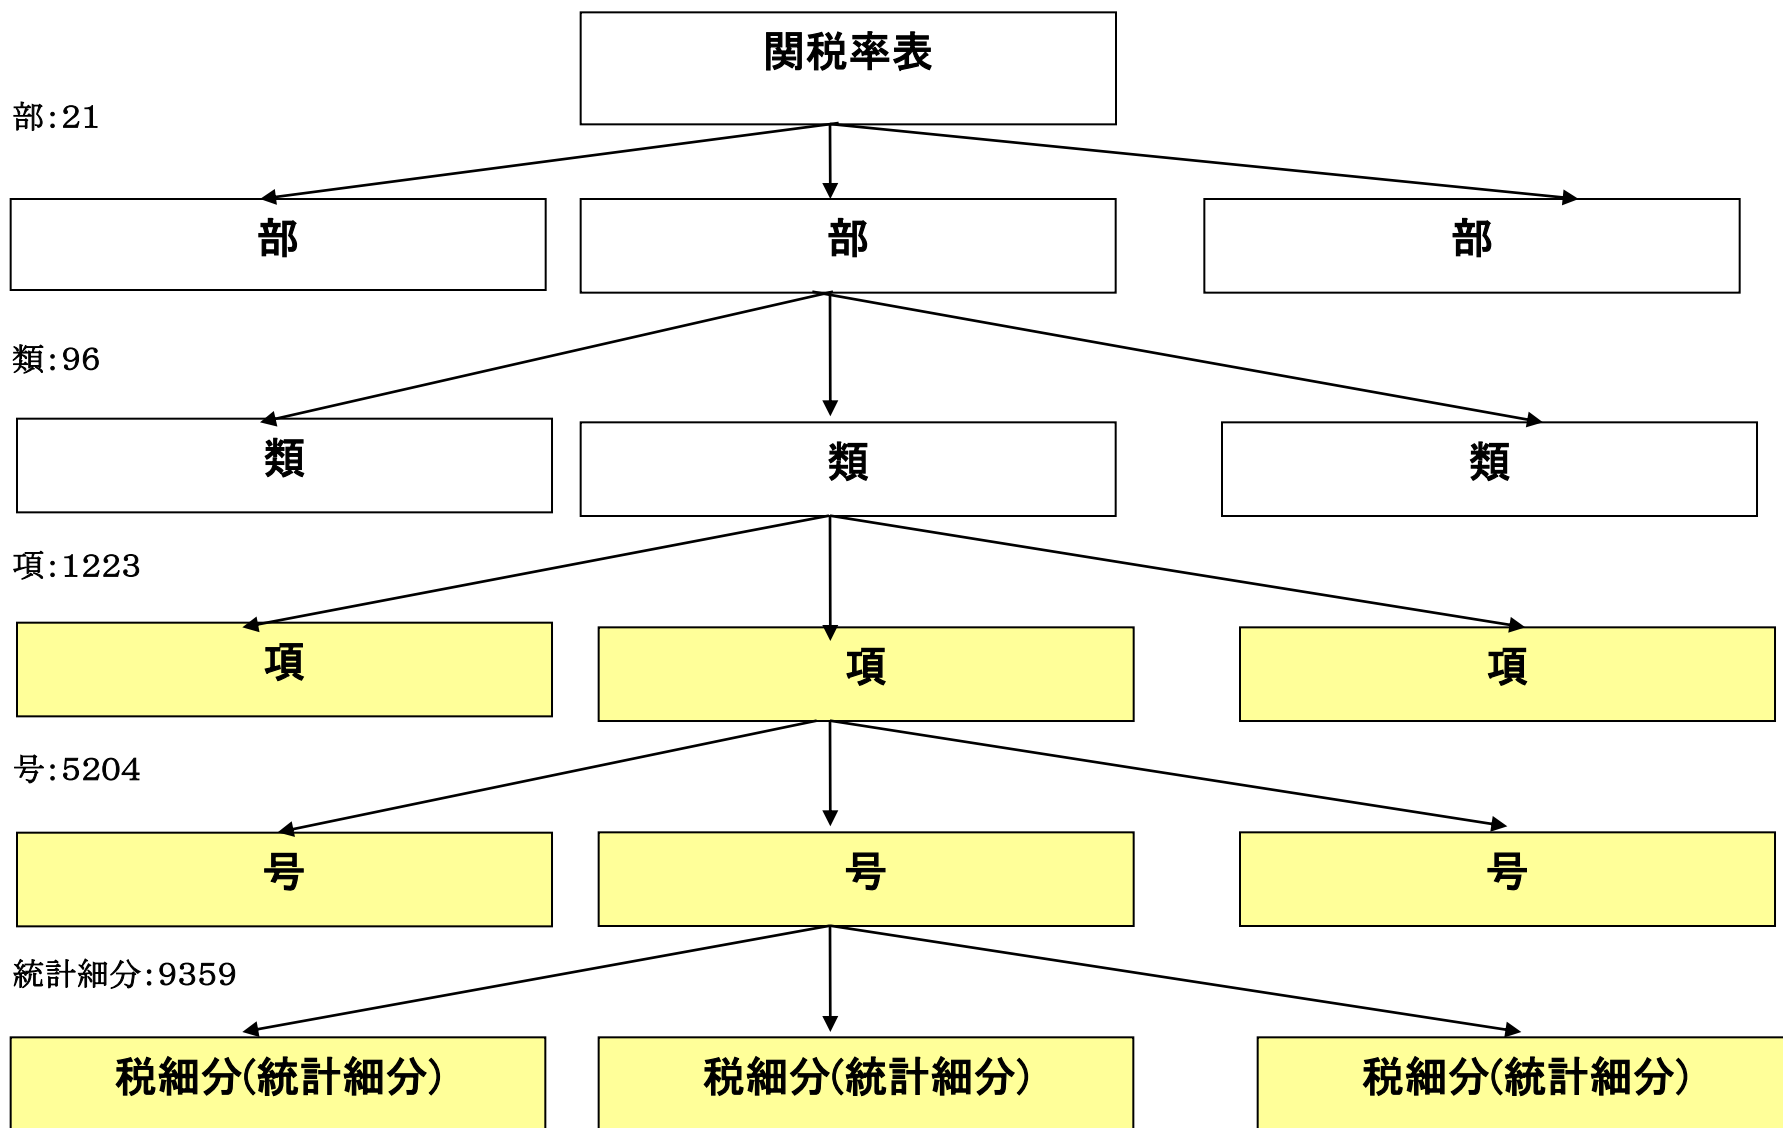 関税率表
部:21
部
部
部
類:96
類
類
類
項:1223
項
項
項
号:5204
号
号
号
統計細分:9359
税細分(統計細分)
税細分(統計細分)
税細分(統計細分)